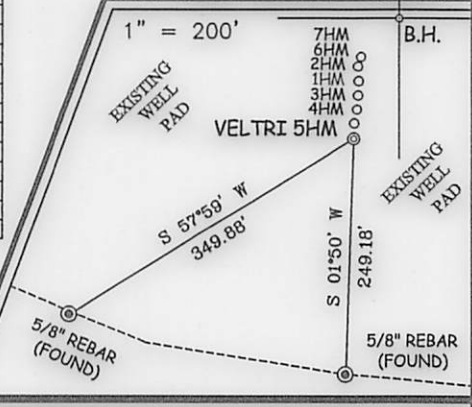 1" = 200'
7HM
6HM
2HM
1HM
3HM
4HM
VELTRI 5HM
B.H.
EXISTING
WELL
PAD
EXISTING
WELL
PAD
S 57°59' W
349.88'
S 01°50' W
249.18'
5/8" REBAR
(FOUND)
5/8" REBAR
(FOUND)